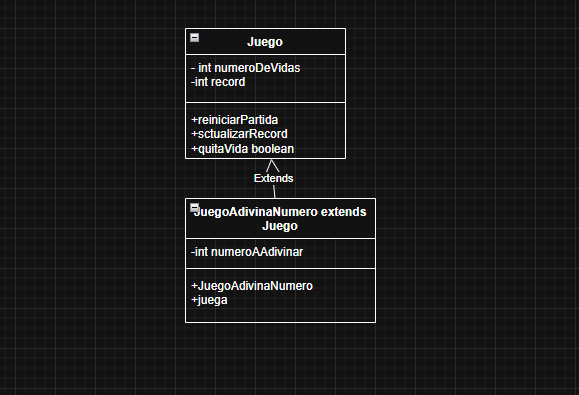 Juego
- int numeroDeVidas
-int record
+reiniciarPartida
+sctualizarRecord
+quitaVida boolean
Extends
JuegoAdivinaNumero extends
Juego
-int numeroAAdivinar
+JuegoAdivinaNumero
+juega